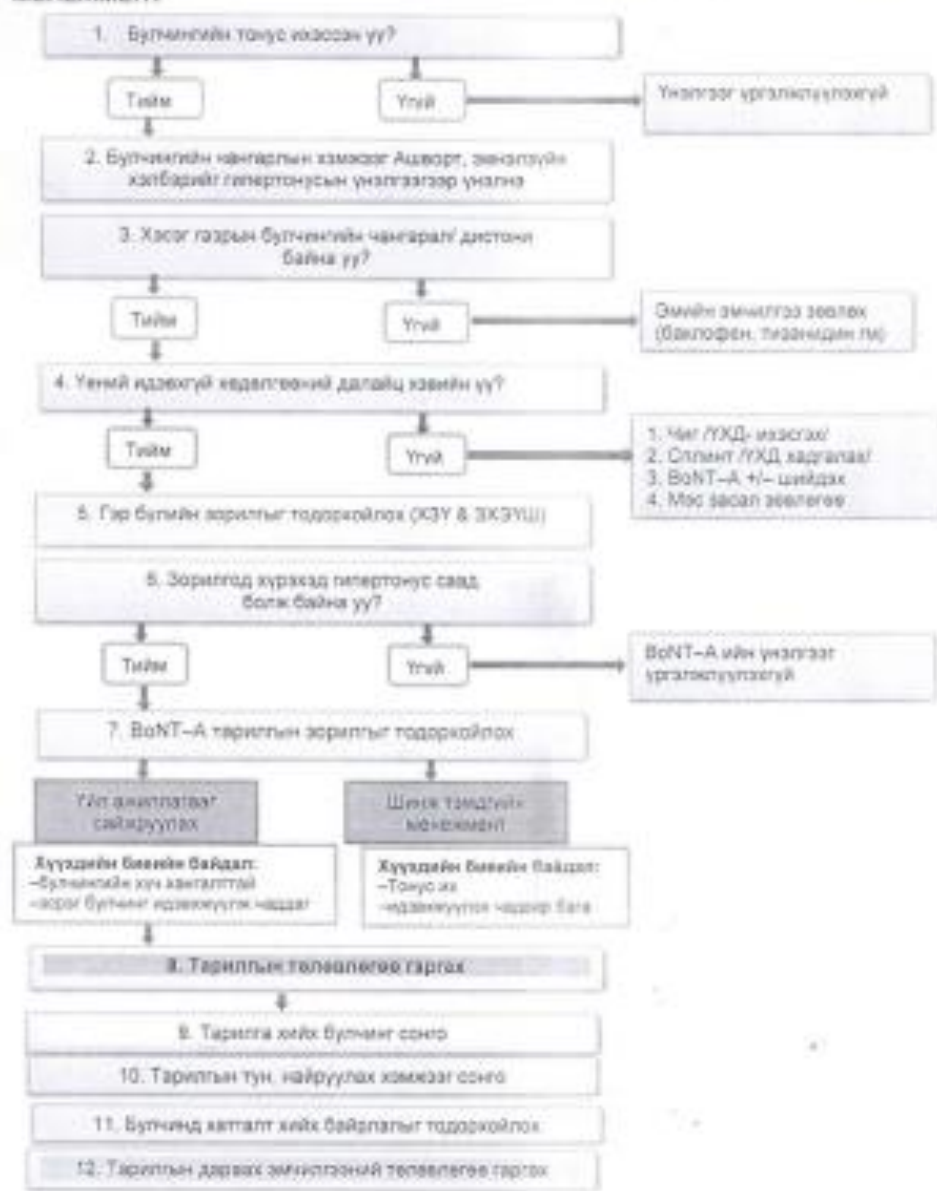 1. Булчингийн тонус ихэссэн үү?
Тийм
Үгүй
Үнэлгээг үргэлжлүүлэхгүй
2. Булчингийн чангарлын хэмжээг Ашворт, эмнэлзүйн
хэлбэрийг гипертонусын үнэлгээгээр үнэлнэ
3. Хэсэг газрын булчингийн чангарал/ дистони
байна уу?
Тийм
Үгүй
Эмийн эмчилгээ зөвлөх
(баклофен, тизанидин гм)
4. Үений идэвхгүй хөдөлгөөний далайц хэвийн үү?
Тийм
Үгүй
1. Чиг /ҮХД- ихэсгэх/
2. Сплинт /ҮХД хадгалах/
3. BoNT–A +/– шийдэх
4. Мэс засал зөвлөгөө
5. Гэр бүлийн зорилгыг тодорхойлох (ХЗҮ & ЗХЭҮШ)
6. Зорилгод хүрэхэд гипертонус саад
болж байна уу?
Тийм
Үгүй
BoNT–A ийн үнэлгээг
үргэлжлүүлэхгүй
7. BoNT–A тарилгын зорилгыг тодорхойлох
Үйл ажиллагааг
сайжруулах
Шинж тэмдгийн
менежмент
Хүүхдийн биеийн байдал:
–булчингийн хүч хангалттай
–эсрэг булчинг идэвхжүүлж чаддаг
Хүүхдийн биеийн байдал:
–Тонус их
–идэвхжүүлэх чадвар бага
8. Тарилгын төлөвлөгөө гаргах
9. Тарилга хийх булчинг сонго
10. Тарилгын тун, найруулах хэмжээг сонго
11. Булчинд хатгалт хийх байрлалыг тодорхойлох
12. Тарилгын дараах эмчилгээний төлөвлөгөө гаргах